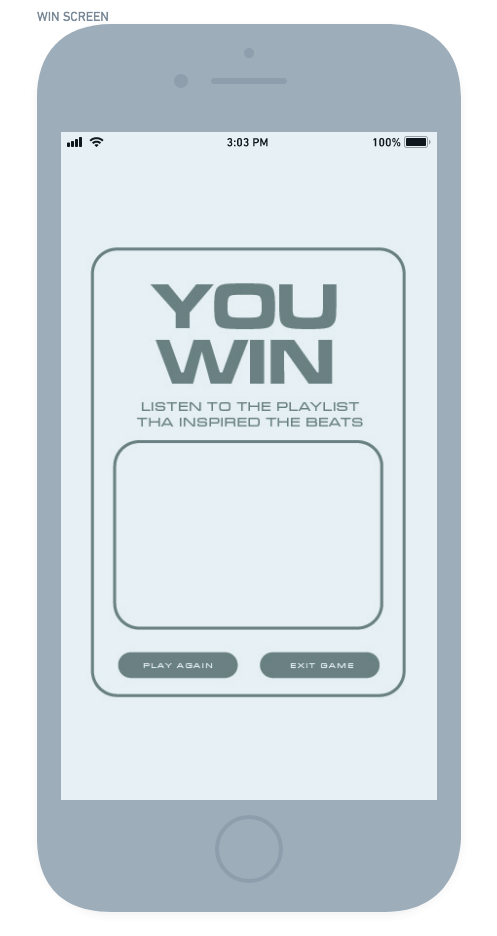 WIN SCREEN
3:03 PM
100%
YOU
WIN
LISTEN TO THE PLAYLIST
THA INSPIRED THE BEATS
PLAY AGAIN
EXIT GAME